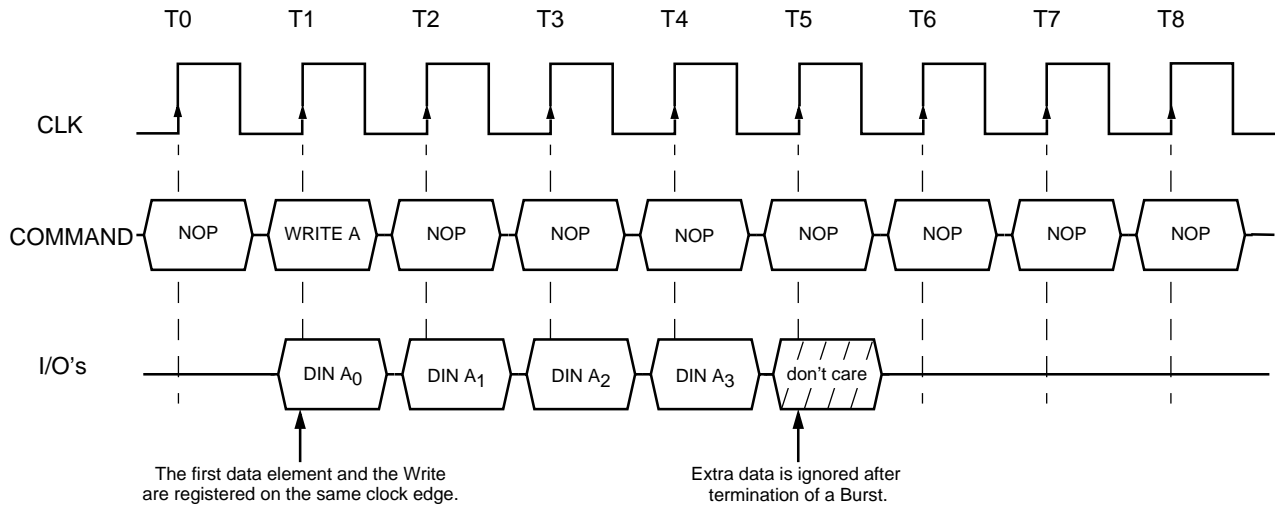 T0 T1 T2 T3 T4 T5 T6 T7 T8
CLK
COMMAND NOP WRITE A NOP NOP NOP NOP NOP NOP NOP
I/O's DIN A0 DIN A1 DIN A2 DIN A3 don't care
The first data element and the Write
are registered on the same clock edge.
Extra data is ignored after
termination of a Burst.